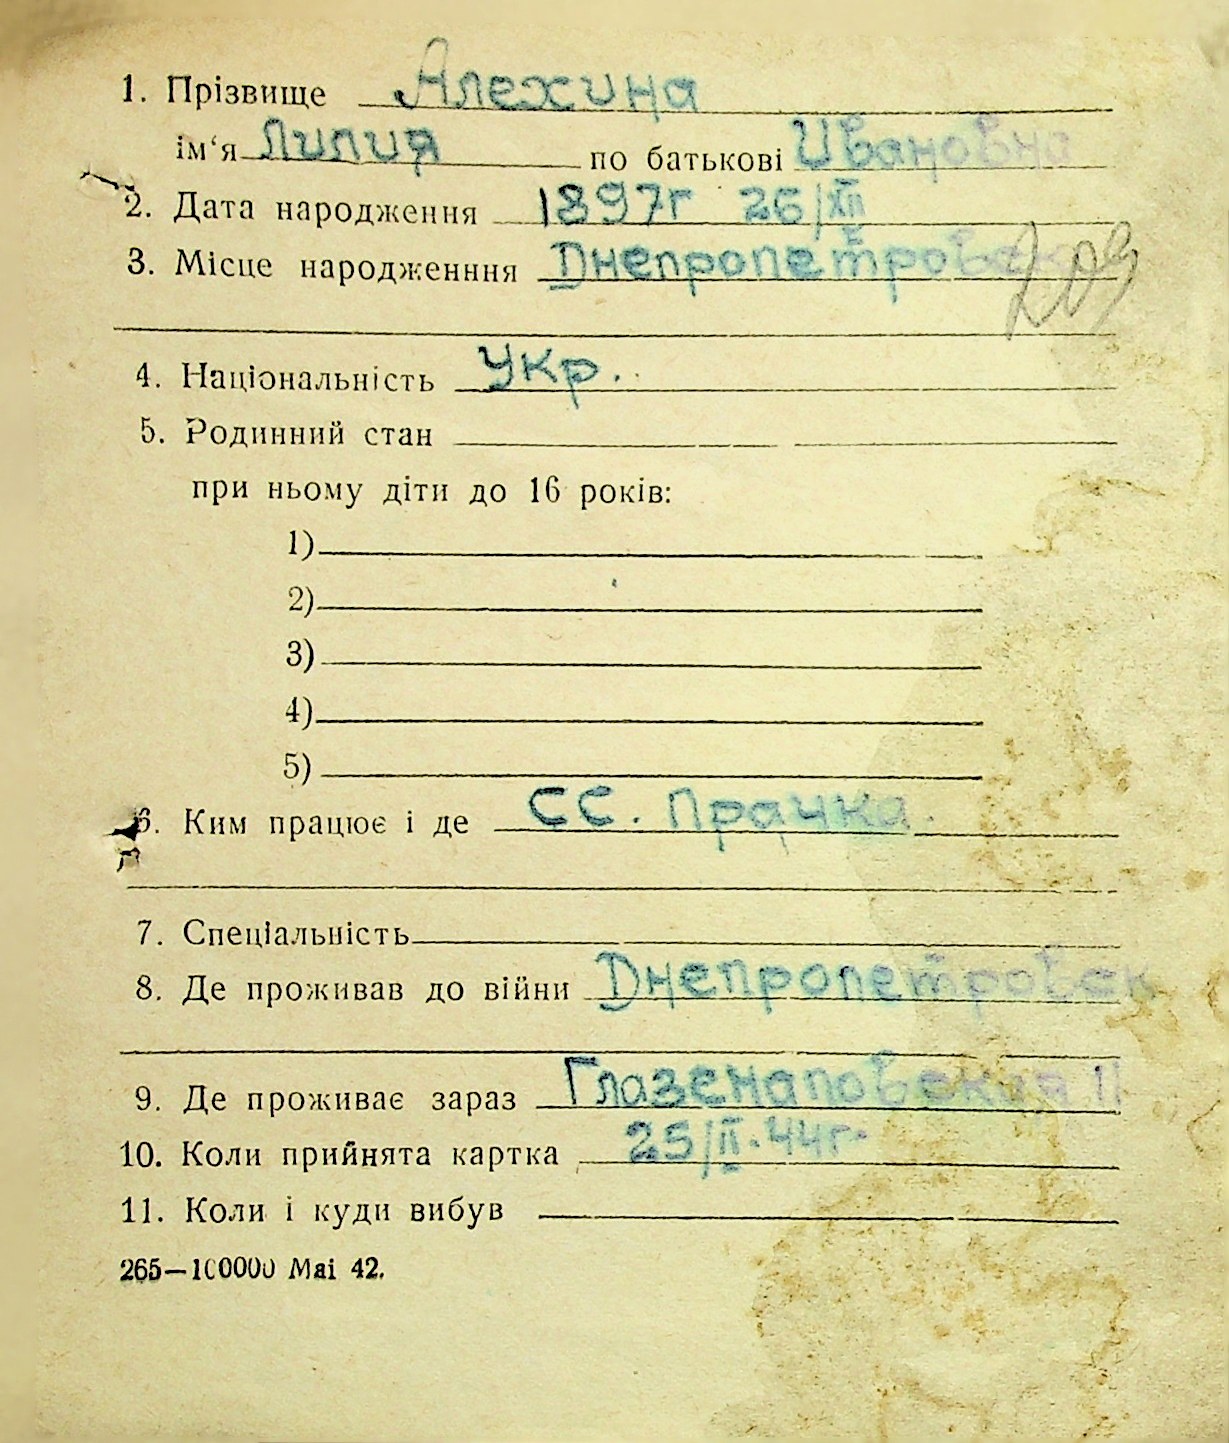 1. Прізвище Алехина
ім‘я Лилия по батькові Ивановна
2. Дата народження 1897г 26/XII
3. Місце народженння Днепропетровск
209
4. Національність Укр.
5. Родинний стан
при ньому діти до 16 років:
1)
2)
3)
4)
5)
6. Ким працює і де СС. Прачка.
7. Спеціальність
8. Де проживав до війни Днепропетровск
9. Де проживає зараз Глазенаповская 11
10. Коли прийнята картка 25/II. 44г.
11. Коли і куди вибув
265—100000 Mai 42.